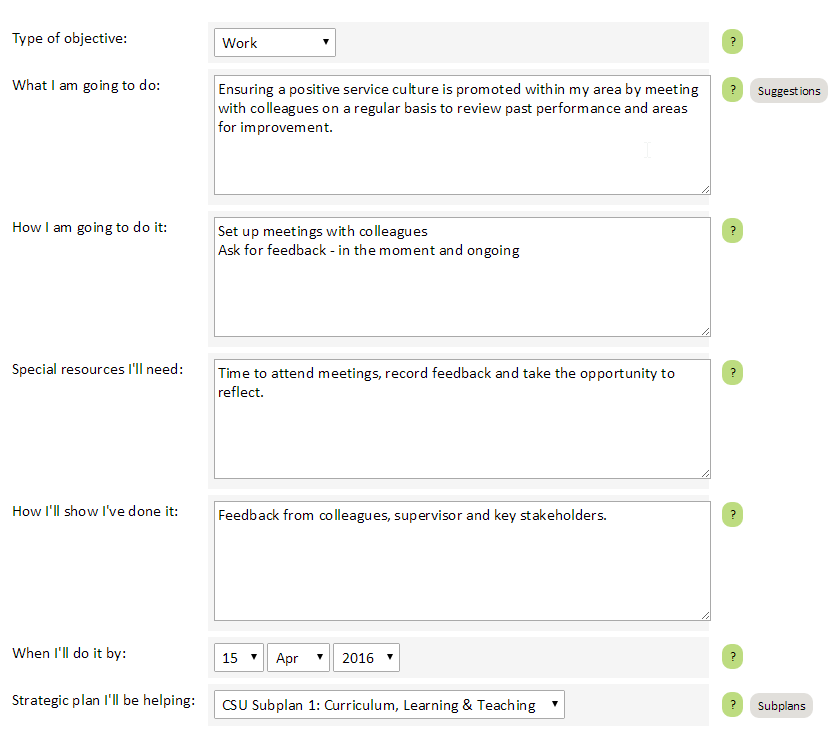 Type of objective:
Work
?
What I am going to do:
Ensuring a positive service culture is promoted within my area by meeting
with colleagues on a regular basis to review past performance and areas
for improvement.
?
Suggestions
How I am going to do it:
Set up meetings with colleagues
Ask for feedback - in the moment and ongoing
?
Special resources I'll need:
Time to attend meetings, record feedback and take the opportunity to
reflect.
?
How I'll show I've done it:
Feedback from colleagues, supervisor and key stakeholders.
?
When I'll do it by:
15 Apr 2016
?
Strategic plan I'll be helping:
CSU Subplan 1: Curriculum, Learning & Teaching
?
Subplans